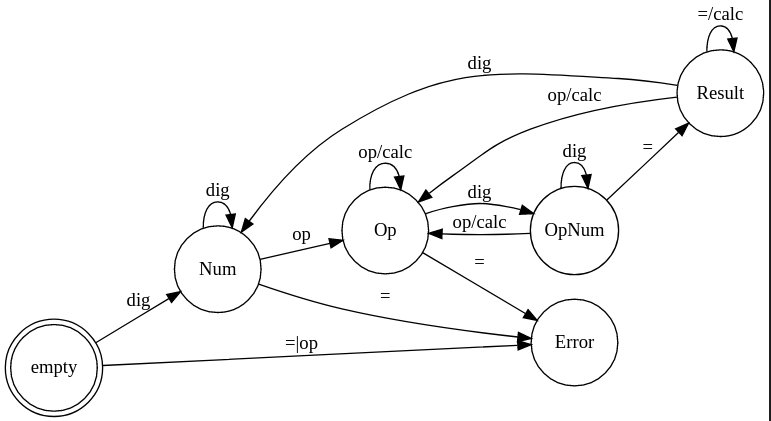 =/calc
dig
Result
op/calc
=
op/calc
dig
dig
dig
Op
op/calc
OpNum
op
Num
=
=
dig
Error
=|op
empty